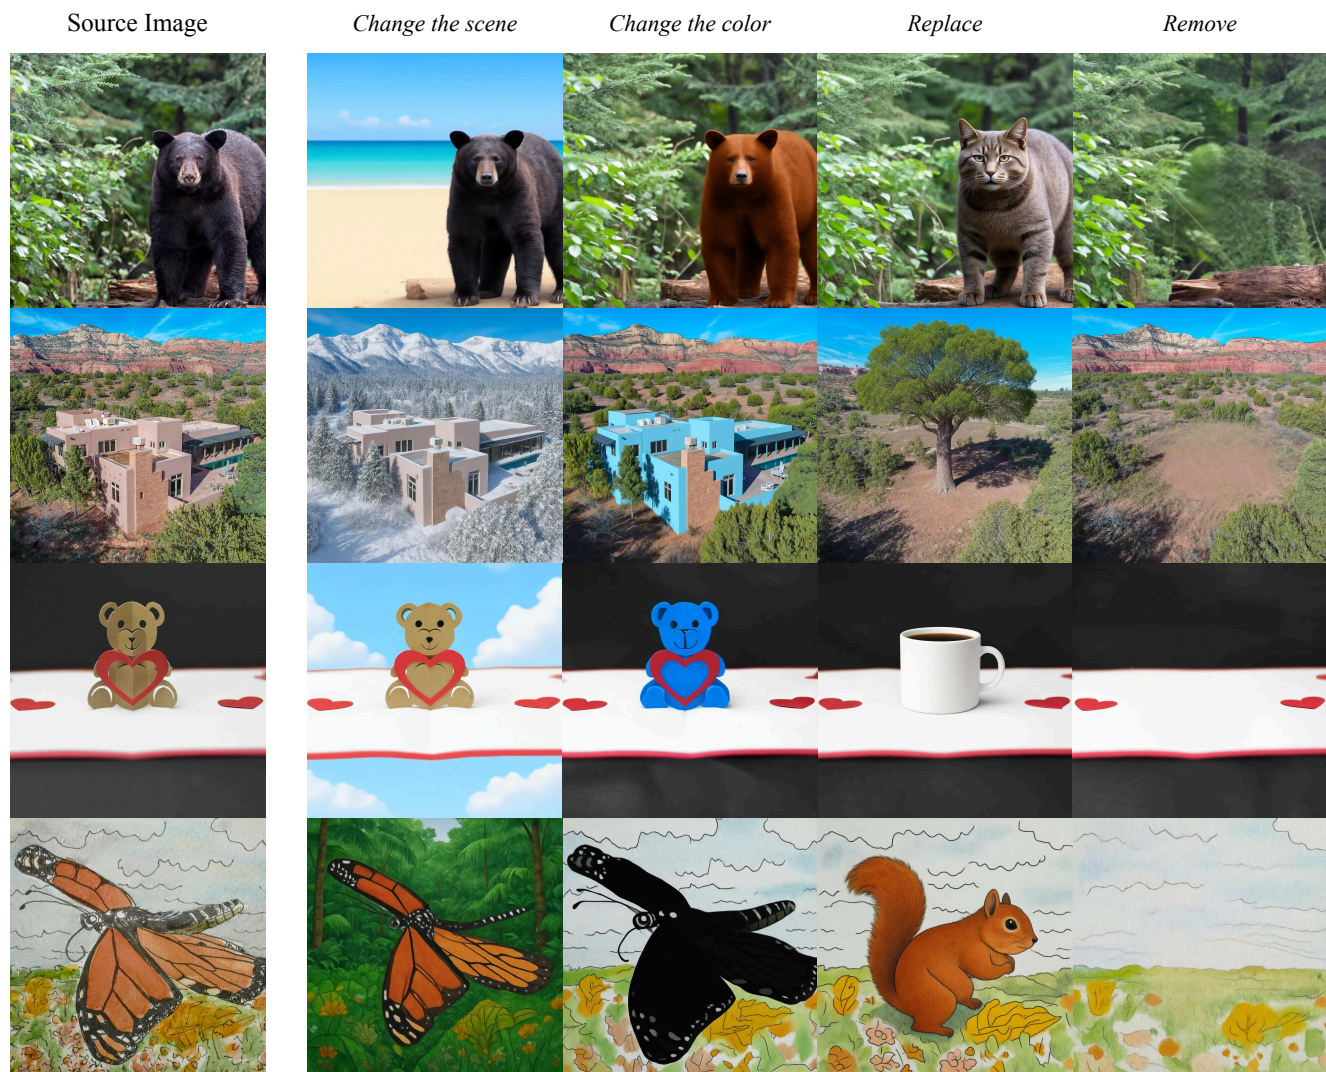 Source Image
Change the scene
Change the color
Replace
Remove